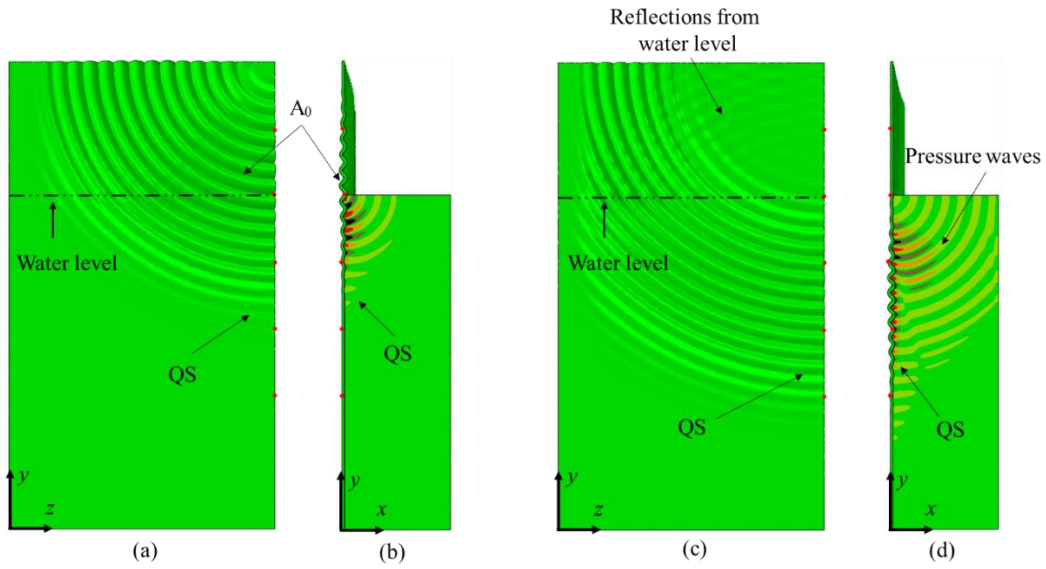 Reflections from
water level
A₀
Pressure waves
Water level
Water level
QS
QS
QS
QS
y
z
y
x
y
z
y
x
(a)
(b)
(c)
(d)